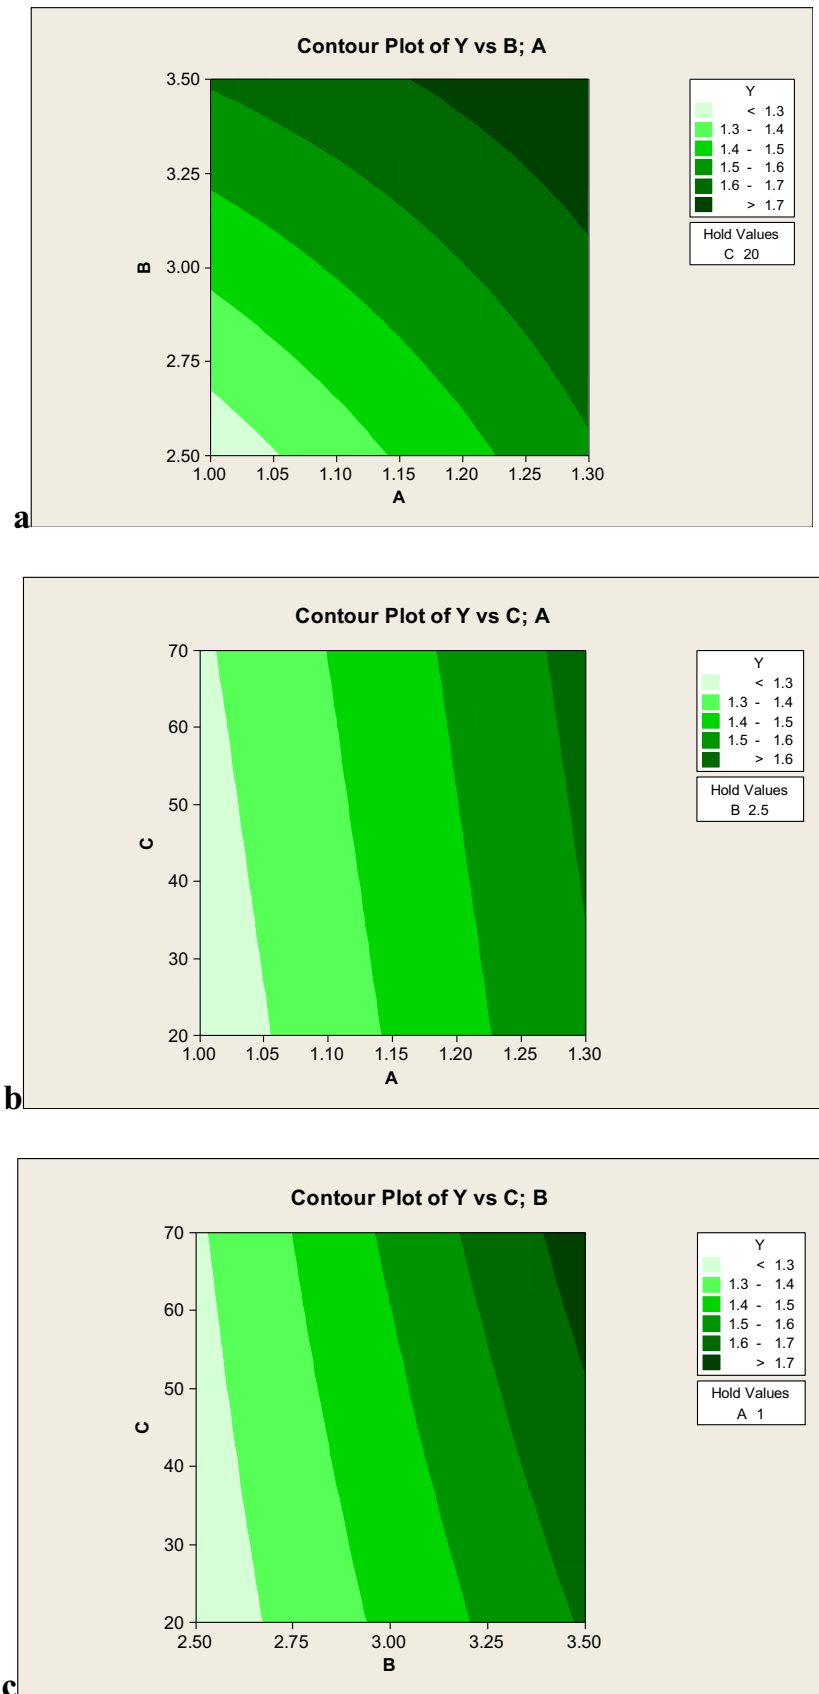 Contour Plot of Y vs B; A
3.50
3.25
3.00
2.75
2.50
B
1.00 1.05 1.10 1.15 1.20 1.25 1.30
A
Y
< 1.3
1.3 - 1.4
1.4 - 1.5
1.5 - 1.6
1.6 - 1.7
> 1.7
Hold Values
C 20
a
Contour Plot of Y vs C; A
70
60
50
40
30
20
C
1.00 1.05 1.10 1.15 1.20 1.25 1.30
A
Y
< 1.3
1.3 - 1.4
1.4 - 1.5
1.5 - 1.6
> 1.6
Hold Values
B 2.5
b
Contour Plot of Y vs C; B
70
60
50
40
30
20
C
2.50 2.75 3.00 3.25 3.50
B
Y
< 1.3
1.3 - 1.4
1.4 - 1.5
1.5 - 1.6
1.6 - 1.7
> 1.7
Hold Values
A 1
c